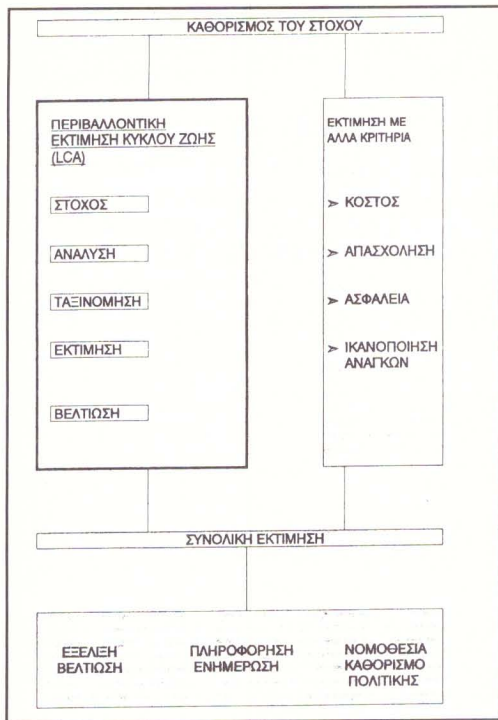 ΚΑΘΟΡΙΣΜΟΣ ΤΟΥ ΣΤΟΧΟΥ
ΠΕΡΙΒΑΛΛΟΝΤΙΚΗ
ΕΚΤΙΜΗΣΗ ΚΥΚΛΟΥ ΖΩΗΣ
(LCA)
ΣΤΟΧΟΣ
ΑΝΑΛΥΣΗ
ΤΑΞΙΝΟΜΗΣΗ
ΕΚΤΙΜΗΣΗ
ΒΕΛΤΙΩΣΗ
ΕΚΤΙΜΗΣΗ ΜΕ
ΑΛΛΑ ΚΡΙΤΗΡΙΑ
➢ ΚΟΣΤΟΣ
➢ ΑΠΑΣΧΟΛΗΣΗ
➢ ΑΣΦΑΛΕΙΑ
➢ ΙΚΑΝΟΠΟΙΗΣΗ
ΑΝΑΓΚΩΝ
ΣΥΝΟΛΙΚΗ ΕΚΤΙΜΗΣΗ
ΕΞΕΛΙΞΗ
ΒΕΛΤΙΩΣΗ
ΠΛΗΡΟΦΟΡΗΣΗ
ΕΝΗΜΕΡΩΣΗ
ΝΟΜΟΘΕΣΙΑ
ΚΑΘΟΡΙΣΜΟ
ΠΟΛΙΤΙΚΗΣ